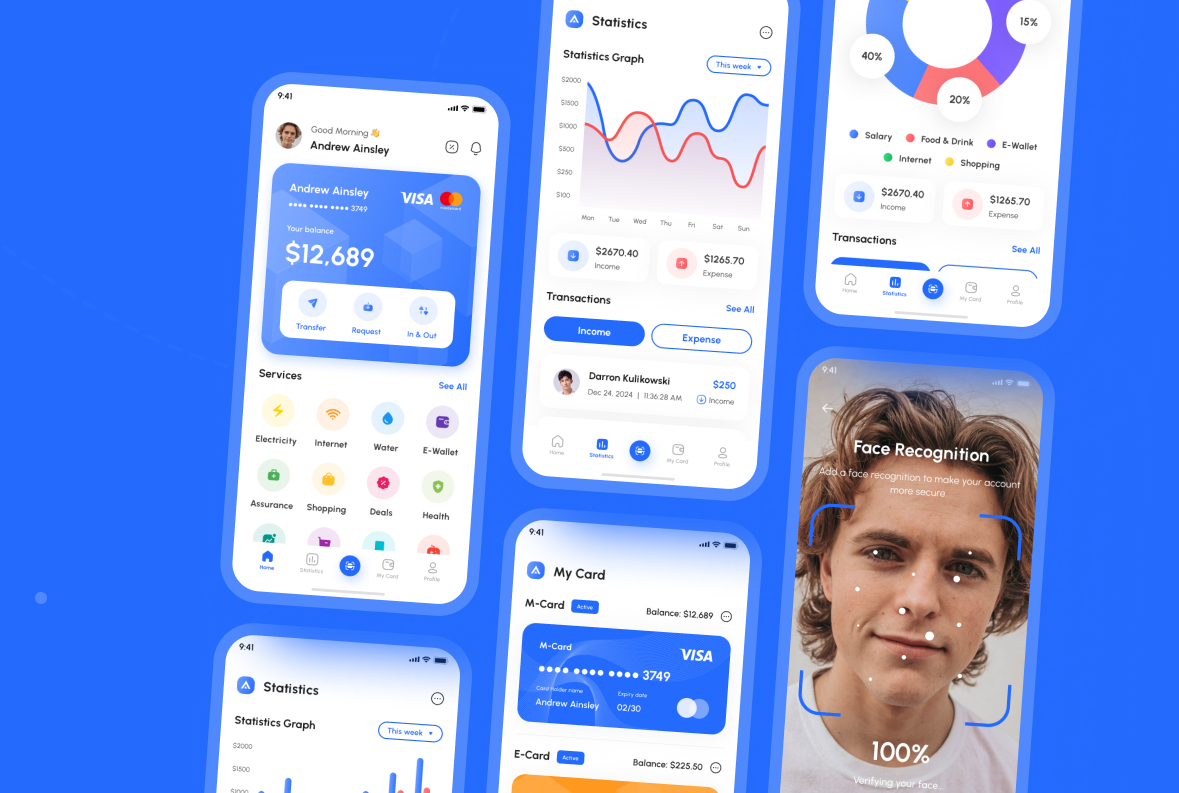 9:41
Good Morning 👋
Andrew Ainsley
Andrew Ainsley
VISA
mastercard
•••• •••• •••• 3749
Your balance
$12,689
Transfer
Request
In & Out
Services
See All
Electricity
Internet
Water
E-Wallet
Assurance
Shopping
Deals
Health
Home
Statistics
My Card
Profile
9:41
Statistics
Statistics Graph
This week
$2000
$1500
$1000
Statistics
Statistics Graph
This week
$2000
$1500
$1000
$500
$250
$100
Mon
Tue
Wed
Thu
Fri
Sat
Sun
$2670.40
Income
$1265.70
Expense
Transactions
See All
Income
Expense
Darron Kulikowski
$250
Dec 24, 2024 | 11:36:28 AM
Income
Home
Statistics
My Card
Profile
9:41
My Card
M-Card
Active
Balance: $12,689
M-Card
VISA
•••• •••• •••• 3749
Card holder name
Expiry date
Andrew Ainsley
02/30
E-Card
Active
Balance: $225.50
15%
40%
20%
Salary
Food & Drink
E-Wallet
Internet
Shopping
$2670.40
Income
$1265.70
Expense
Transactions
See All
Home
Statistics
My Card
Profile
9:41
Face Recognition
Add a face recognition to make your account
more secure.
100%
Verifying your face...